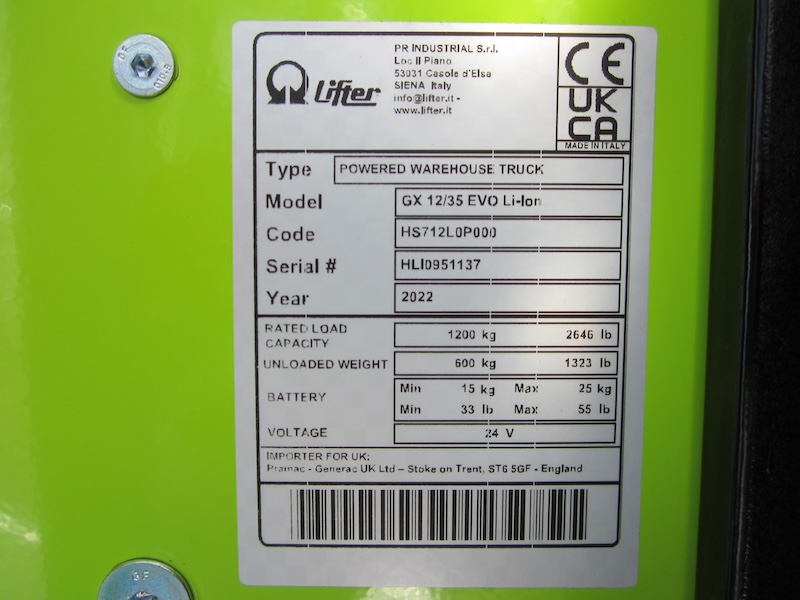 PR INDUSTRIAL S.r.l.
Loc Il Piano
53031 Casole d'Elsa
SIENA Italy
info@lifter.it -
www.lifter.it
Lifter
CE
UK
CA
MADE IN ITALY
Type POWERED WAREHOUSE TRUCK
Model GX 12/35 EVO Li-Ion
Code HS712L0P000
Serial # HLI0951137
Year 2022
RATED LOAD
CAPACITY 1200 kg 2646 lb
UNLOADED WEIGHT 600 kg 1323 lb
BATTERY
Min 15 kg Max 25 kg
Min 33 lb Max 55 lb
VOLTAGE 24 V
IMPORTER FOR UK:
Pramac - Generac UK Ltd – Stoke on Trent, ST6 5GF - England